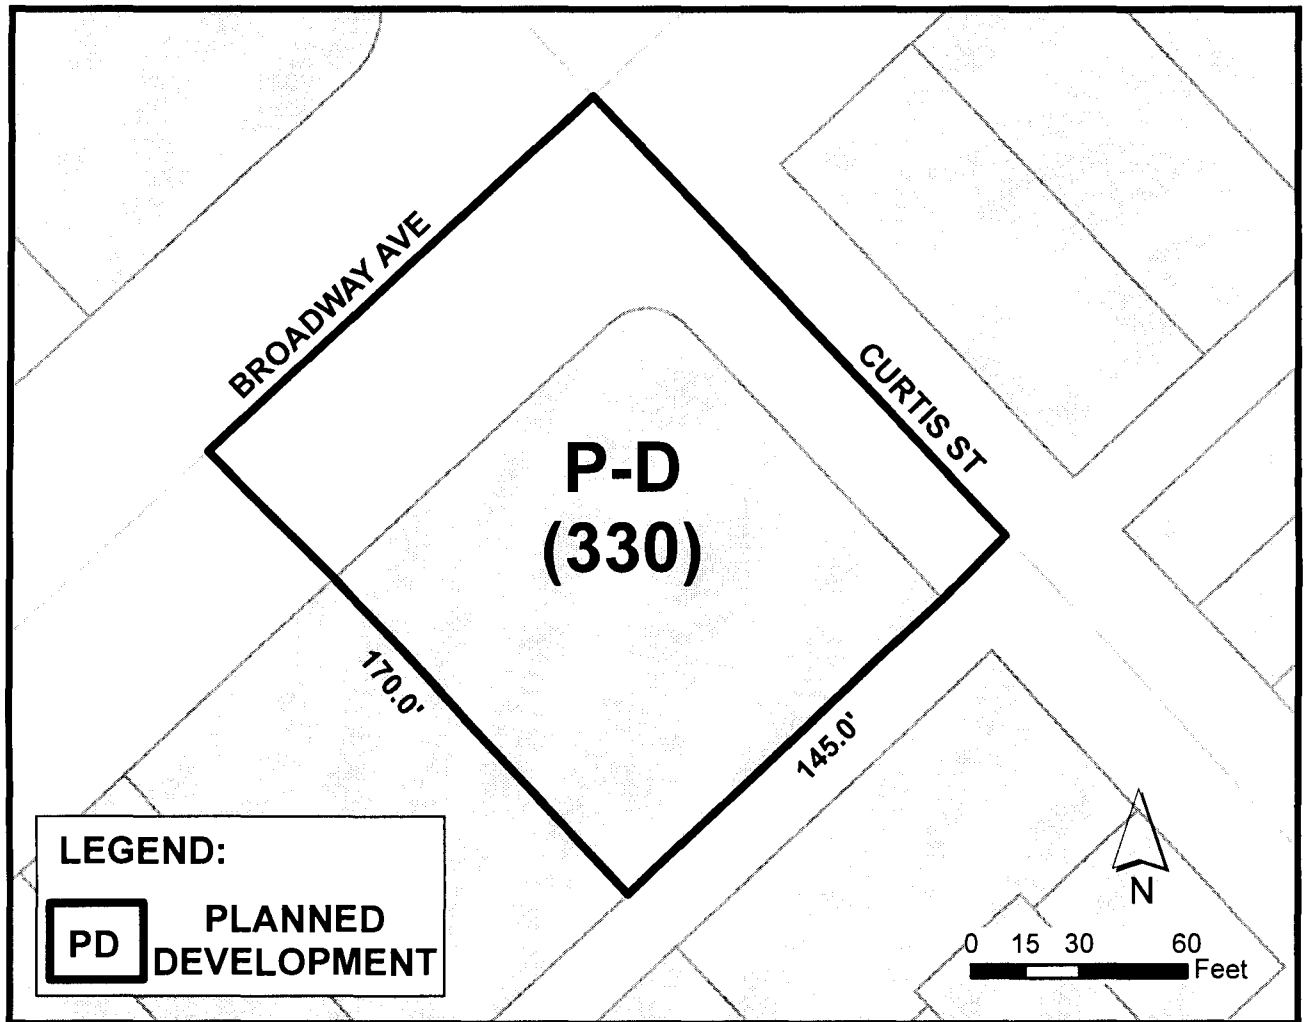 BROADWAY AVE
CURTIS ST
P-D
(330)
170.0'
145.0'
LEGEND:
PD
PLANNED
DEVELOPMENT
N
0 15 30 60
Feet